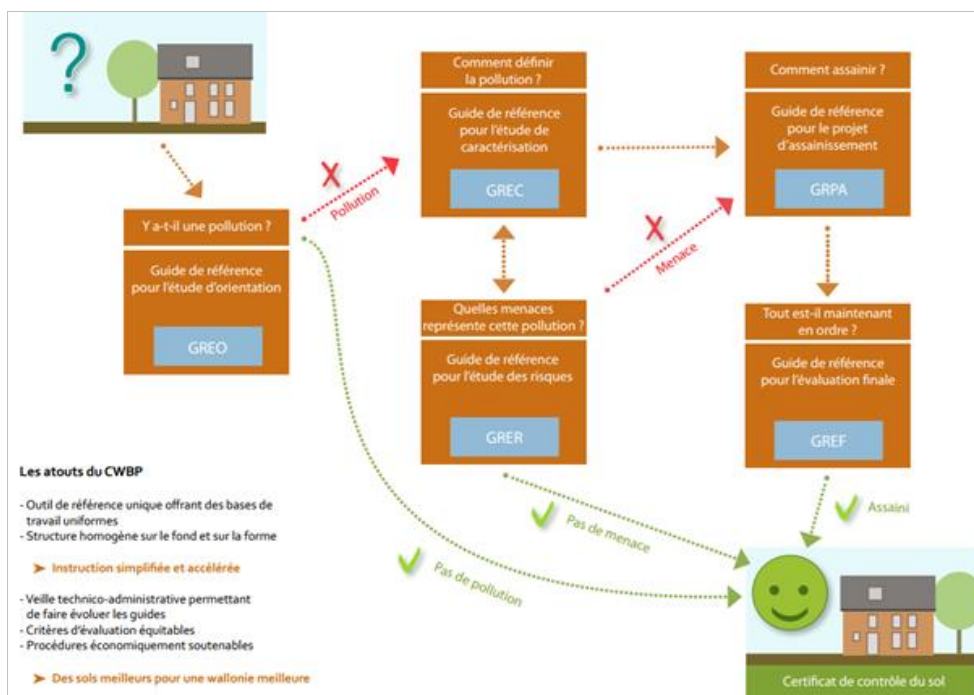 ?
Y a-t-il une pollution ?
Guide de référence
pour l'étude d'orientation
GREO
Pollution
Comment définir
la pollution ?
Guide de référence
pour l'étude de
caractérisation
GREC
Quelles menaces
représente cette pollution ?
Guide de référence
pour l'étude des risques
GRER
Menace
Comment assainir ?
Guide de référence
pour le projet
d'assainissement
GRPA
Tout est-il maintenant
en ordre ?
Guide de référence
pour l'évaluation finale
GREF
Pas de menace
Assaini
Pas de pollution
Certificat de contrôle du sol
Les atouts du CWBP
- Outil de référence unique offrant des bases de
travail uniformes
- Structure homogène sur le fond et sur la forme
➤ Instruction simplifiée et accélérée
- Veille technico-administrative permettant
de faire évoluer les guides
- Critères d'évaluation équitables
- Procédures économiquement soutenables
➤ Des sols meilleurs pour une wallonie meilleure